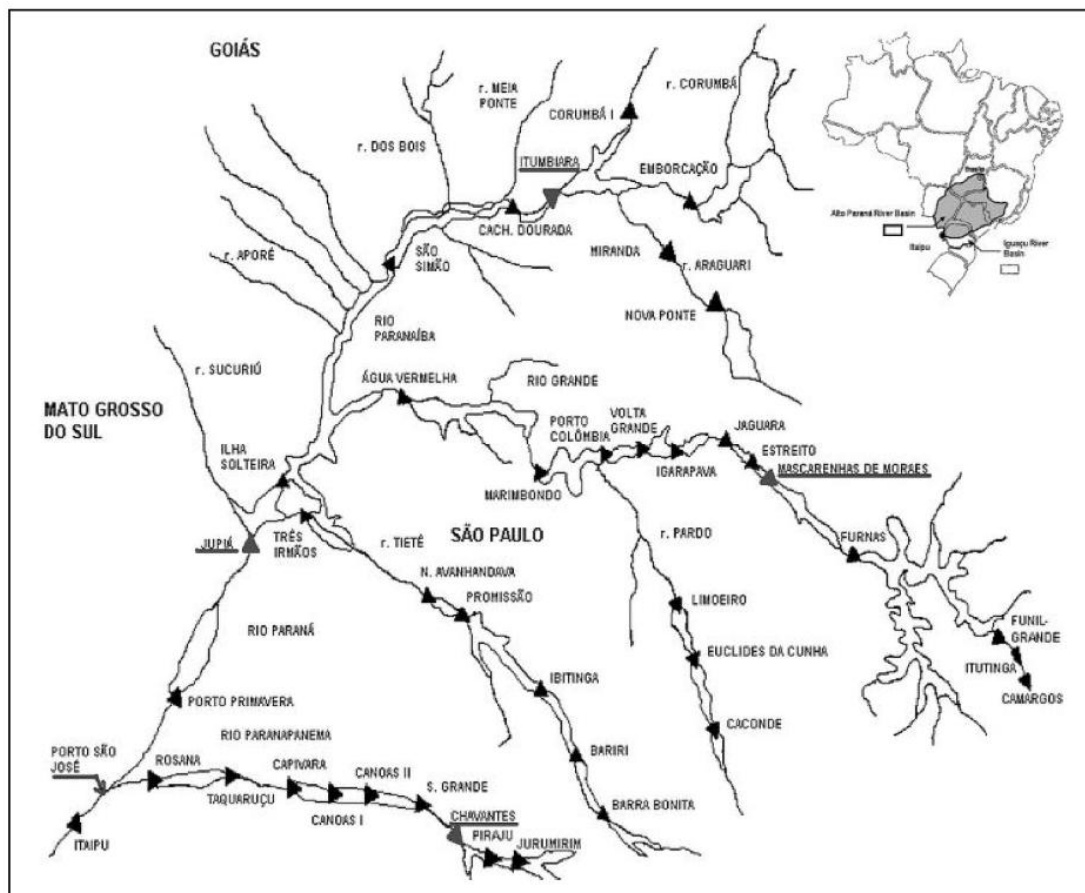 GOIÁS
r. MEIA
PONTE
r. CORUMBÁ
CORUMBÁ I
r. DOS BOIS
ITUMBIARA
EMBORCAÇÃO
Brasília
Alto Paraná River Basin
Itaipu
Iguaçu River
Basin
CACH. DOURADA
SÃO
SIMÃO
r. APORÉ
MIRANDA
r. ARAGUARI
NOVA PONTE
RIO
PARANAÍBA
r. SUCURIÚ
ÁGUA VERMELHA
RIO GRANDE
MATO GROSSO
DO SUL
PORTO
COLÔMBIA
VOLTA
GRANDE
JAGUARA
ESTREITO
MASCARENHAS DE MORAES
IGARAPAVA
ILHA
SOLTEIRA
MARIMBONDO
SÃO PAULO
JUPIÁ
TRÊS
IRMÃOS
r. TIETÊ
r. PARDO
FURNAS
N. AVANHANDAVA
PROMISSÃO
LIMOEIRO
RIO PARANÁ
FUNIL-
GRANDE
ITUTINGA
CAMARGOS
EUCLIDES DA CUNHA
IBITINGA
PORTO PRIMAVERA
CACONDE
RIO PARANAPANEMA
PORTO SÃO
JOSÉ
ROSANA
CAPIVARA
CANOAS II
BARIRI
S. GRANDE
TAQUARUÇU
CANOAS I
CHAVANTES
BARRA BONITA
ITAIPU
PIRAJU
JURUMIRIM